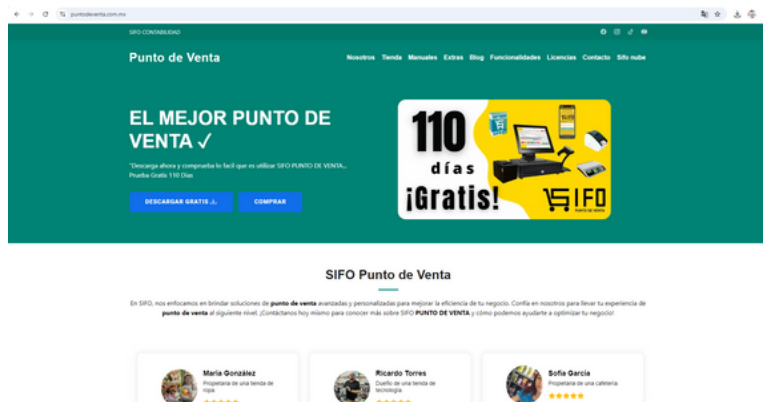 puntodeventa.com.mx
SIFO CONTABILIDAD
Punto de Venta
Nosotros Tienda Manuales Extras Blog Funcionalidades Licencias Contacto Sifo nube
EL MEJOR PUNTO DE
VENTA ✓
"Descarga ahora y comprueba lo facil que es utilizar SIFO PUNTO DE VENTA...
Prueba Gratis 110 Dias
DESCARGAR GRATIS
COMPRAR
110
días
¡Gratis!
SIFO
PUNTO DE VENTA
SIFO Punto de Venta
En SIFO, nos enfocamos en brindar soluciones de punto de venta avanzadas y personalizadas para mejorar la eficiencia de tu negocio. Confía en nosotros para llevar tu experiencia de
punto de venta al siguiente nivel. ¡Contáctanos hoy mismo para conocer más sobre SIFO PUNTO DE VENTA y cómo podemos ayudarte a optimizar tu negocio!
María González
Propietaria de una tienda de
ropa
Ricardo Torres
Dueño de una tienda de
tecnología
Sofía García
Propietaria de una cafetería